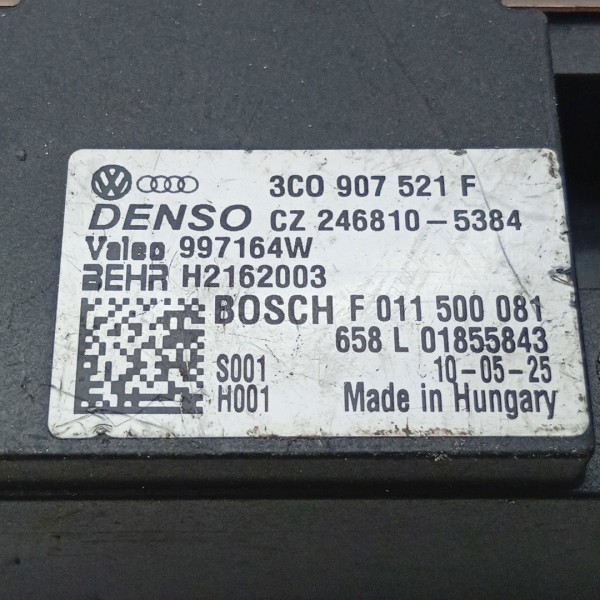 3C0 907 521 F
DENSO CZ 246810-5384
Valeo 997164W
BEHR H2162003
BOSCH F 011 500 081
658 L 01855843
S001 10-05-25
H001 Made in Hungary